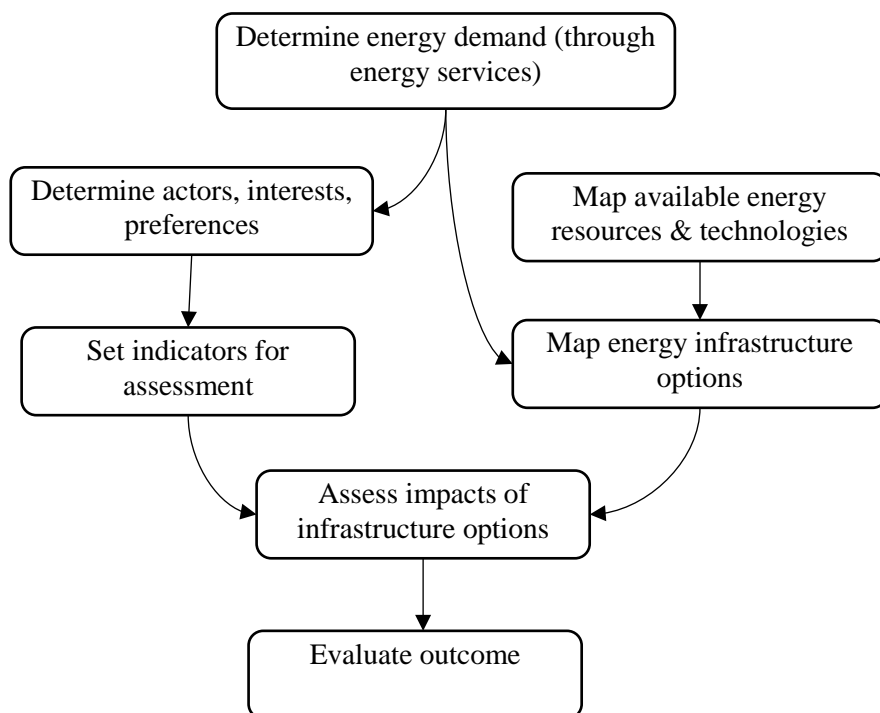 Determine energy demand (through
energy services)
Determine actors, interests,
preferences
Map available energy
resources & technologies
Set indicators for
assessment
Map energy infrastructure
options
Assess impacts of
infrastructure options
Evaluate outcome